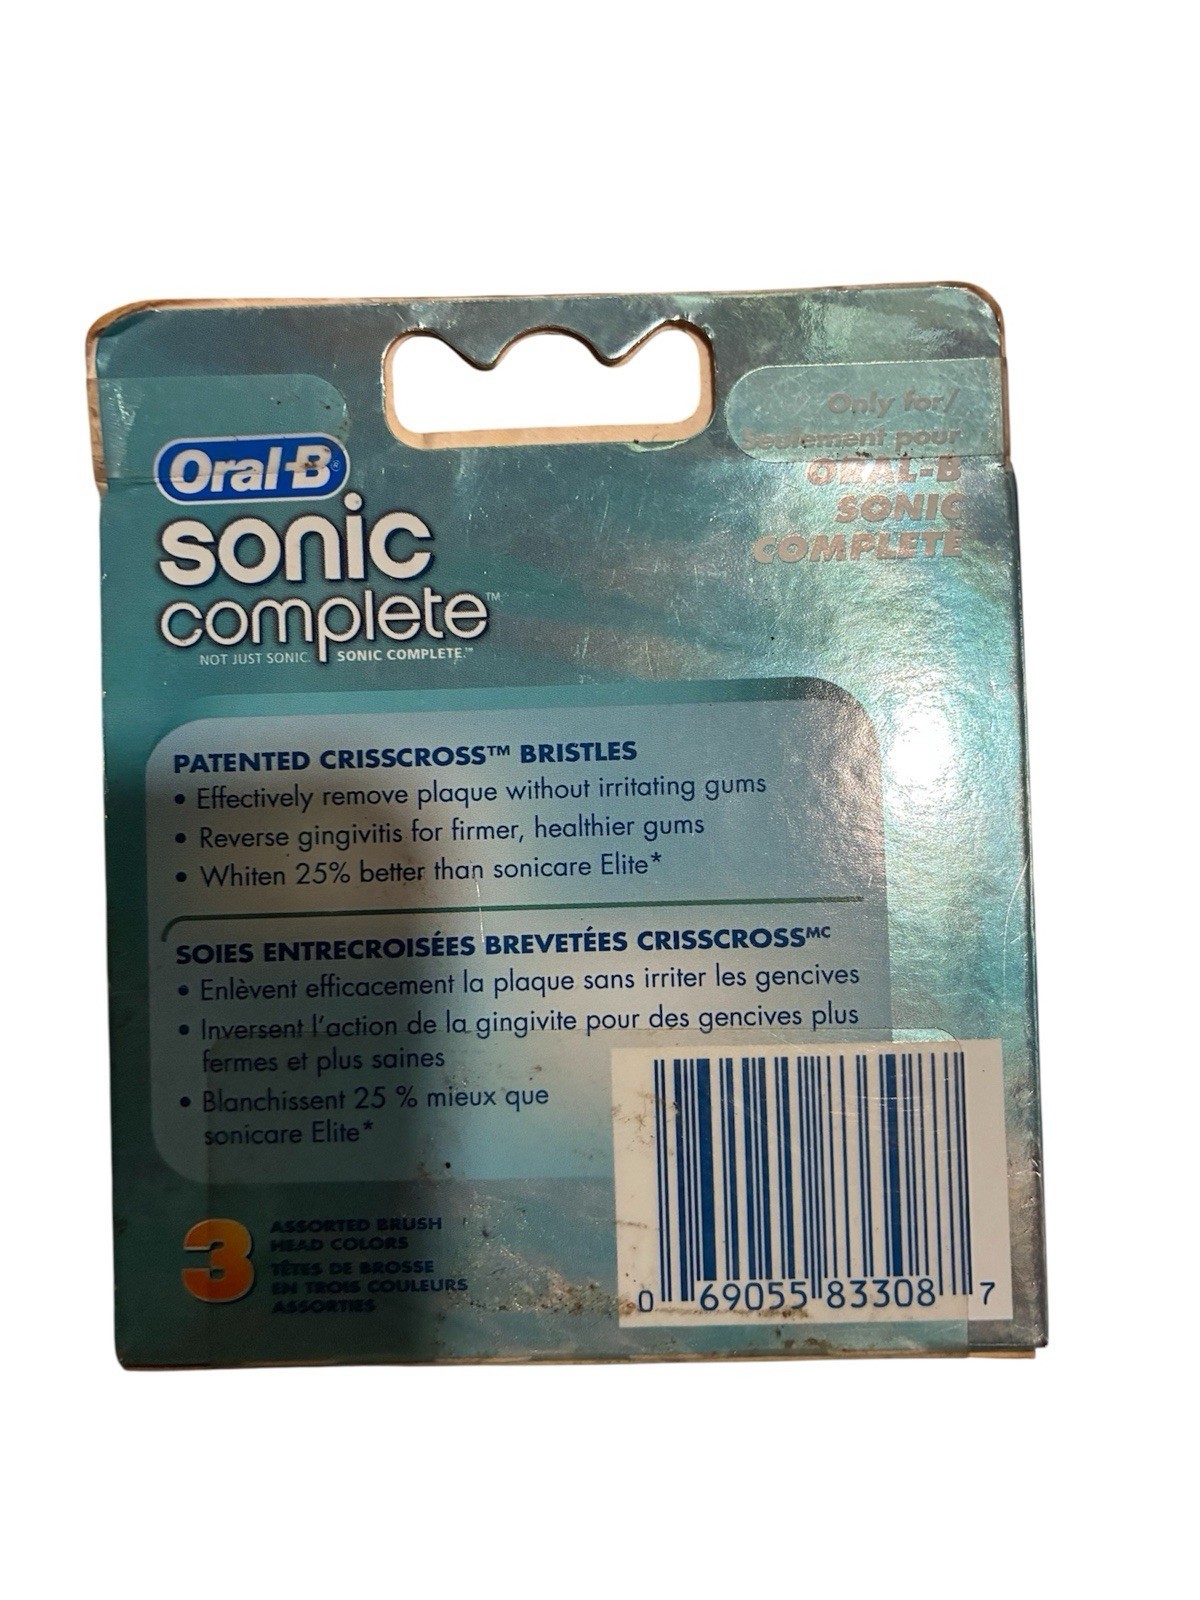 Only for/
Seulement pour
ORAL-B
SONIC
COMPLETE
Oral-B®
sonic
complete™
NOT JUST SONIC. SONIC COMPLETE.™
PATENTED CRISSCROSS™ BRISTLES
• Effectively remove plaque without irritating gums
• Reverse gingivitis for firmer, healthier gums
• Whiten 25% better than sonicare Elite*
SOIES ENTRECROISÉES BREVETÉES CRISSCROSSMC
• Enlèvent efficacement la plaque sans irriter les gencives
• Inversent l'action de la gingivite pour des gencives plus
fermes et plus saines
• Blanchissent 25 % mieux que
sonicare Elite*
3 ASSORTED BRUSH
HEAD COLORS
TÊTES DE BROSSE
EN TROIS COULEURS
ASSORTIES
0 69055 83308 7